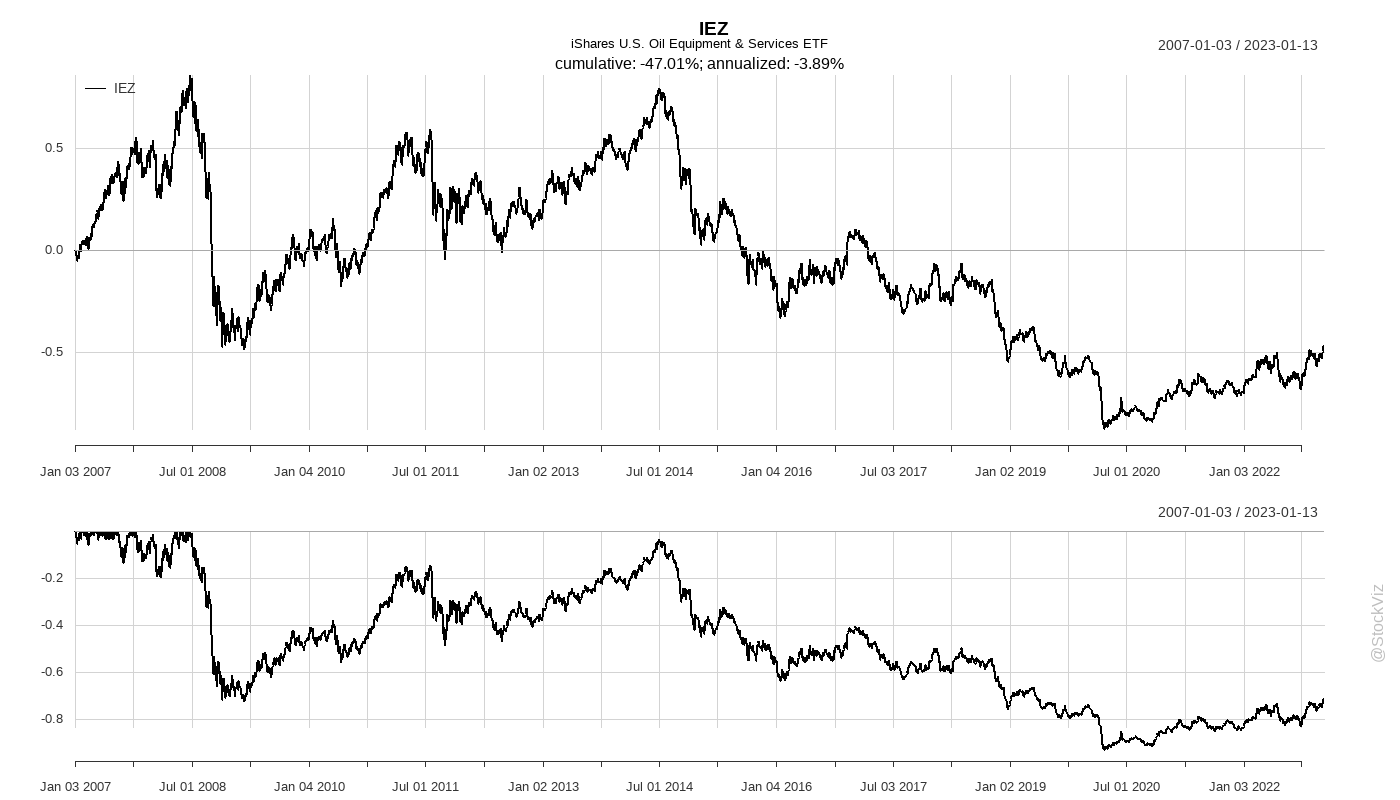 IEZ
iShares U.S. Oil Equipment & Services ETF
2007-01-03 / 2023-01-13
cumulative: -47.01%; annualized: -3.89%
IEZ
0.5
0.0
-0.5
Jan 03 2007 Jul 01 2008 Jan 04 2010 Jul 01 2011 Jan 02 2013 Jul 01 2014 Jan 04 2016 Jul 03 2017 Jan 02 2019 Jul 01 2020 Jan 03 2022
2007-01-03 / 2023-01-13
-0.2
-0.4
-0.6
-0.8
Jan 03 2007 Jul 01 2008 Jan 04 2010 Jul 01 2011 Jan 02 2013 Jul 01 2014 Jan 04 2016 Jul 03 2017 Jan 02 2019 Jul 01 2020 Jan 03 2022
@StockViz